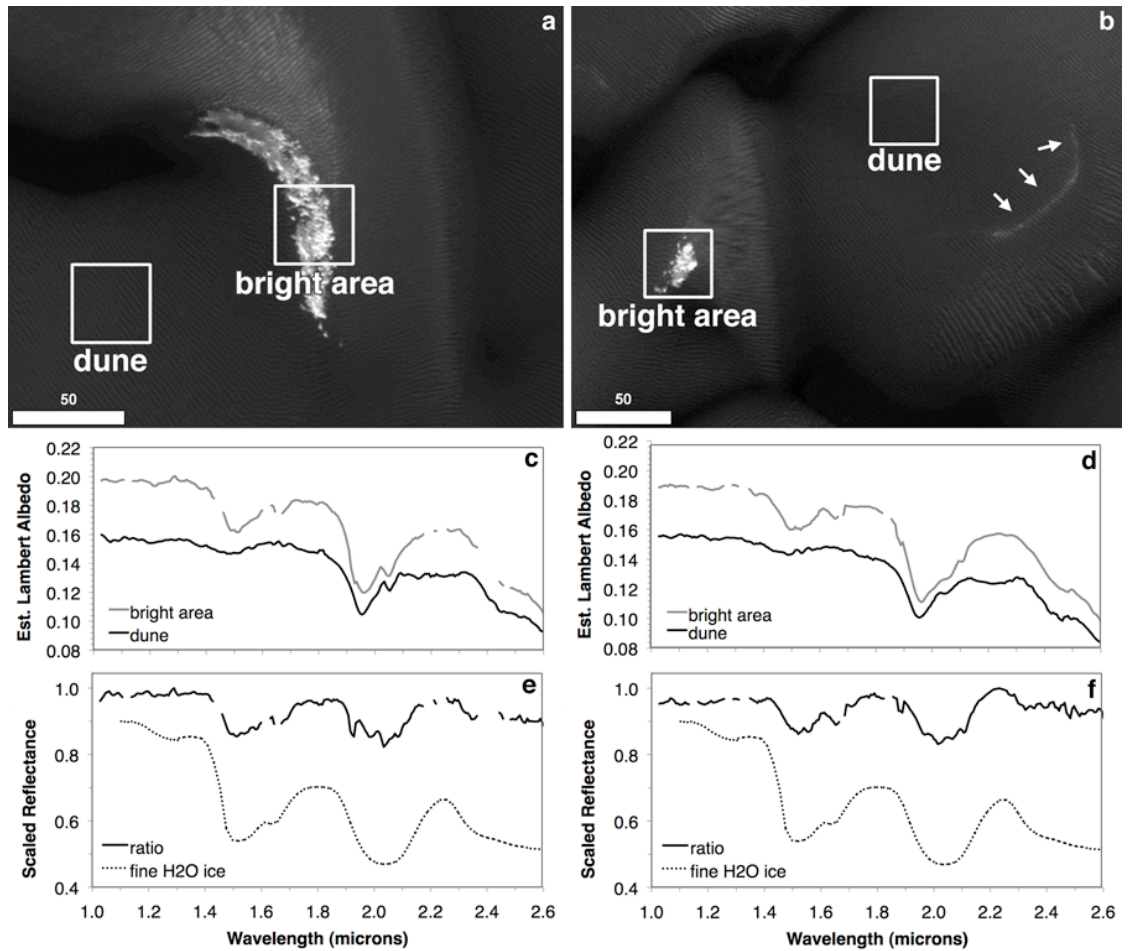 a
bright area
dune
50
b
dune
bright area
50
c
0.22
0.20
0.18
0.16
0.14
0.12
0.10
0.08
Est. Lambert Albedo
bright area
dune
d
0.22
0.20
0.18
0.16
0.14
0.12
0.10
0.08
Est. Lambert Albedo
bright area
dune
e
1.0
0.8
0.6
0.4
Scaled Reflectance
ratio
fine H2O ice
1.0 1.2 1.4 1.6 1.8 2.0 2.2 2.4 2.6
Wavelength (microns)
f
1.0
0.8
0.6
0.4
Scaled Reflectance
ratio
fine H2O ice
1.0 1.2 1.4 1.6 1.8 2.0 2.2 2.4 2.6
Wavelength (microns)